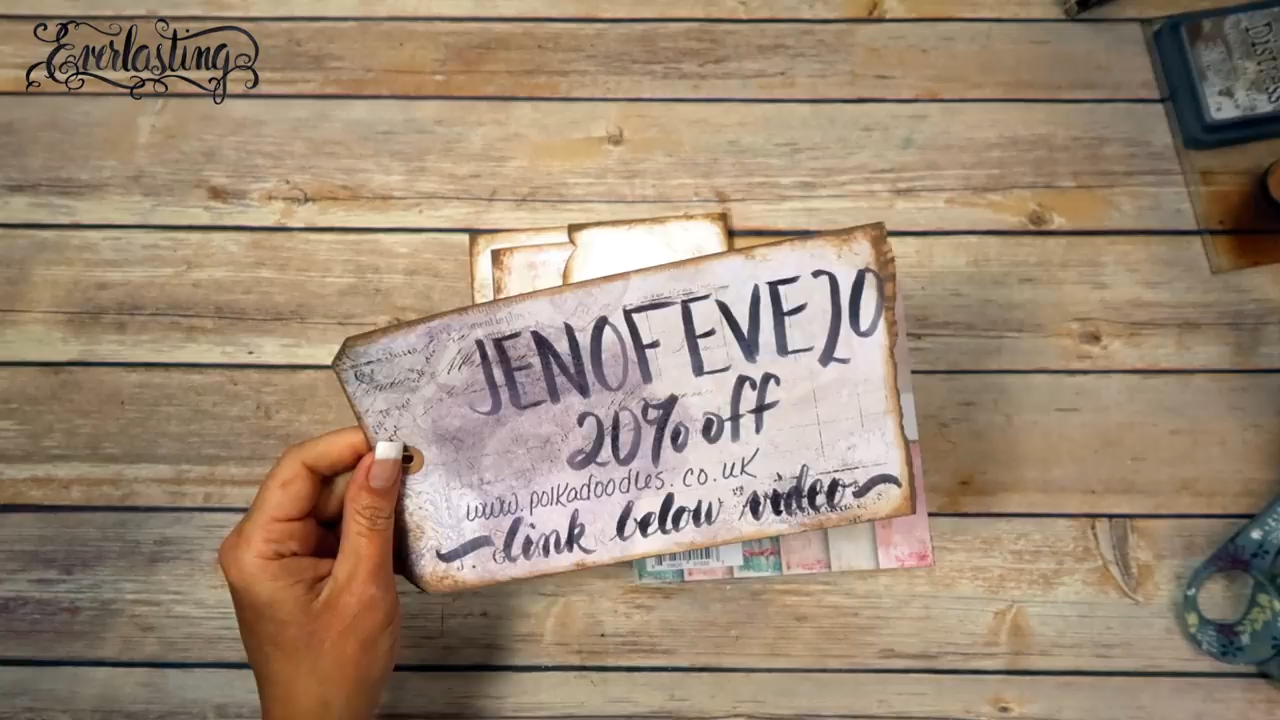 Everlasting
Distress
JENOFEVE20
20% off
www.polkadoodles.co.uk
link below video